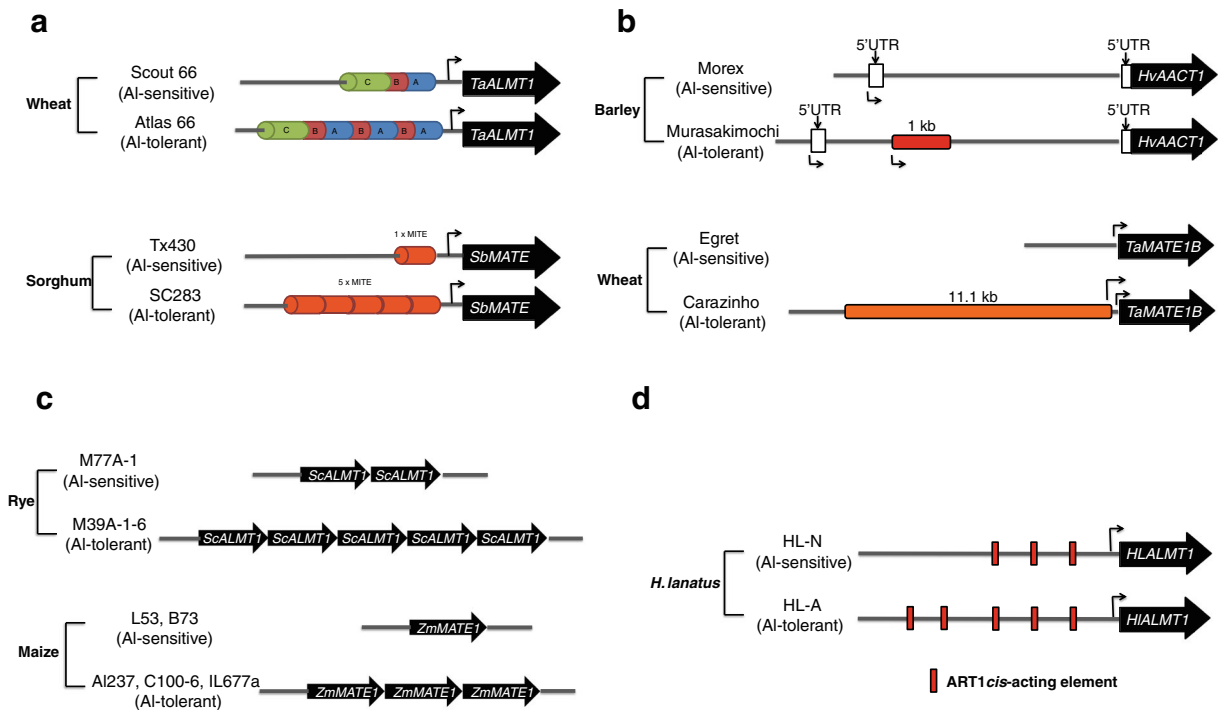 a
Wheat
Scout 66
(Al-sensitive)
C B A
TaALMT1
Atlas 66
(Al-tolerant)
C B A B A B A
TaALMT1
Sorghum
Tx430
(Al-sensitive)
1 x MITE
SbMATE
SC283
(Al-tolerant)
5 x MITE
SbMATE
b
Barley
Morex
(Al-sensitive)
5'UTR
5'UTR
HvAACT1
Murasakimochi
(Al-tolerant)
5'UTR
1 kb
5'UTR
HvAACT1
Wheat
Egret
(Al-sensitive)
TaMATE1B
Carazinho
(Al-tolerant)
11.1 kb
TaMATE1B
c
Rye
M77A-1
(Al-sensitive)
ScALMT1 ScALMT1
M39A-1-6
(Al-tolerant)
ScALMT1 ScALMT1 ScALMT1 ScALMT1 ScALMT1
Maize
L53, B73
(Al-sensitive)
ZmMATE1
Al237, C100-6, IL677a
(Al-tolerant)
ZmMATE1 ZmMATE1 ZmMATE1
d
H. lanatus
HL-N
(Al-sensitive)
HLALMT1
HL-A
(Al-tolerant)
HlALMT1
ART1cis-acting element